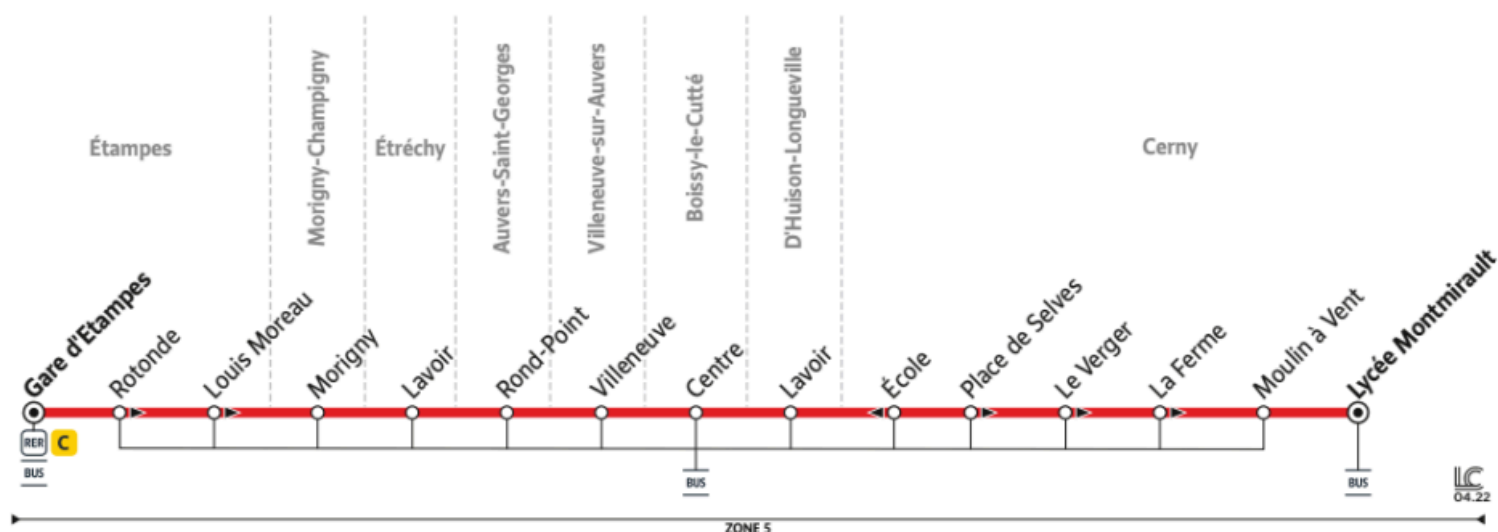 Étampes
Morigny-Champigny
Étréchy
Auvers-Saint-Georges
Villeneuve-sur-Auvers
Boissy-le-Cutté
D'Huison-Longueville
Cerny
Gare d'Etampes
Rotonde
Louis Moreau
Morigny
Lavoir
Rond-Point
Villeneuve
Centre
Lavoir
École
Place de Selves
Le Verger
La Ferme
Moulin à Vent
Lycée Montmirault
RER C
BUS
BUS
BUS
LC
04.22
ZONE 5